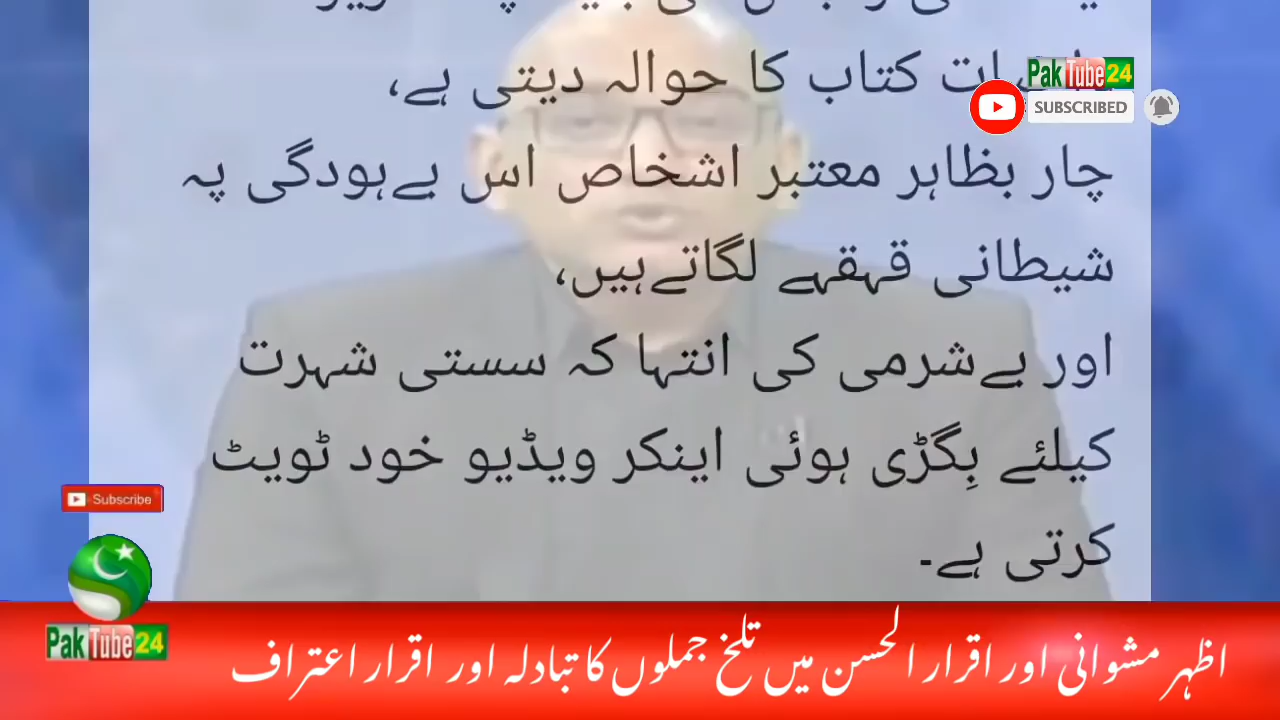 کتاب کا حوالہ دیتی ہے،
چار بظاہر معتبر اشخاص اس بےہودگی پہ
شیطانی قہقہے لگاتےہیں،
اور بےشرمی کی انتہا کہ سستی شہرت
کیلئے بِگڑی ہوئی اینکر ویڈیو خود ٹویٹ
کرتی ہے۔
PakTube24
SUBSCRIBED
Subscribe
PakTube24
اظہر مشوانی اور اقرار الحسن میں تلخ جملوں کا تبادلہ اور اقرار اعتراف